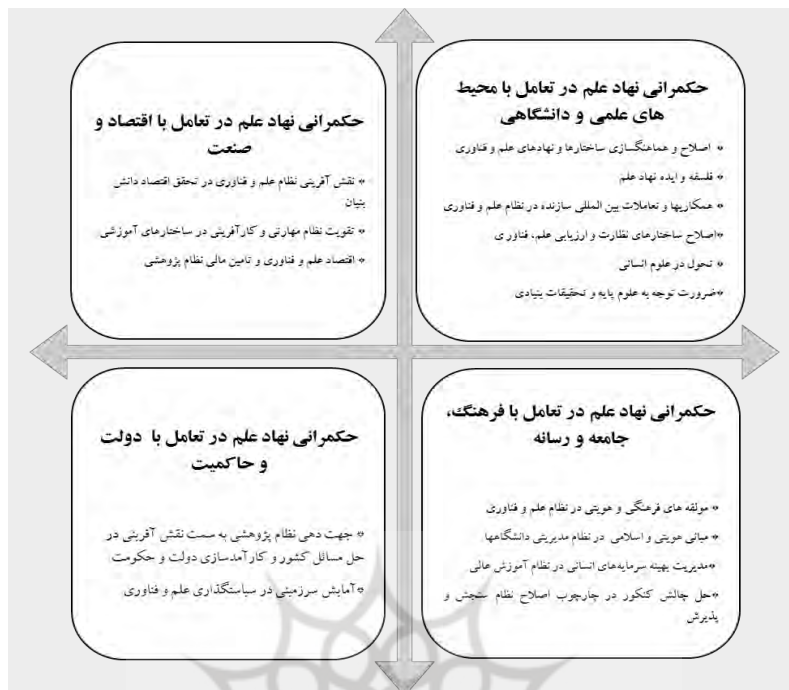 حکمرانی نهاد علم در تعامل با محیط
های علمی و دانشگاهی
* اصلاح و هماهنگسازی ساختارها و نهادهای علم و فناوری
* فلسفه و ایده نهاد علم
* همکاریها و تعاملات بین المللی سازنده در نظام علم و فناوری
*اصلاح ساختارهای نظارت و ارزیابی علم، فناور ی
* تحول در علوم انسانی
*ضرورت توجه به علوم پایه و تحقیقات بنیادی
حکمرانی نهاد علم در تعامل با اقتصاد و
صنعت
* نقش آفرینی نظام علم و فناوری در تحقق اقتصاد دانش
بنیان
* تقویت نظام مهارتی و کارآفرینی در ساختارهای آموزشی
* اقتصاد علم و فناوری و تامین مالی نظام پژوهشی
حکمرانی نهاد علم در تعامل با فرهنگ،
جامعه و رسانه
* مولفه های فرهنگی و هویتی در نظام علم و فناوری
* مبانی هویتی و اسلامی در نظام مدیریتی دانشگاهها
*مدیریت بهینه سرمایه‌های انسانی در نظام آموزش عالی
*حل چالش کنکور در چارچوب اصلاح نظام سنجش و
پذیرش
حکمرانی نهاد علم در تعامل با دولت
و حاکمیت
* جهت دهی نظام پژوهشی به سمت نقش آفرینی در
حل مسائل کشور و کارآمدسازی دولت و حکومت
*آمایش سرزمینی در سیاستگذاری علم و فناوری